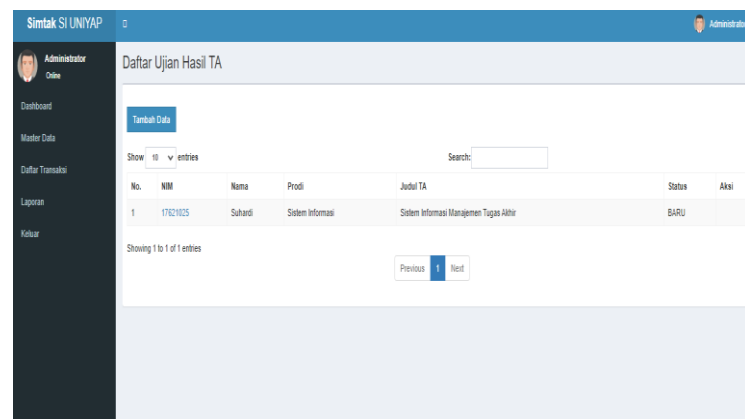 Simtak SI UNIYAP
Administrator
Administrator
Online
Dashboard
Master Data
Daftar Transaksi
Laporan
Keluar
Daftar Ujian Hasil TA
Tambah Data
Show 10 entries Search:
No. NIM Nama Prodi Judul TA Status Aksi
1 17621025 Suhardi Sistem Informasi Sistem Informasi Manajemen Tugas Akhir BARU
Showing 1 to 1 of 1 entries
Previous 1 Next